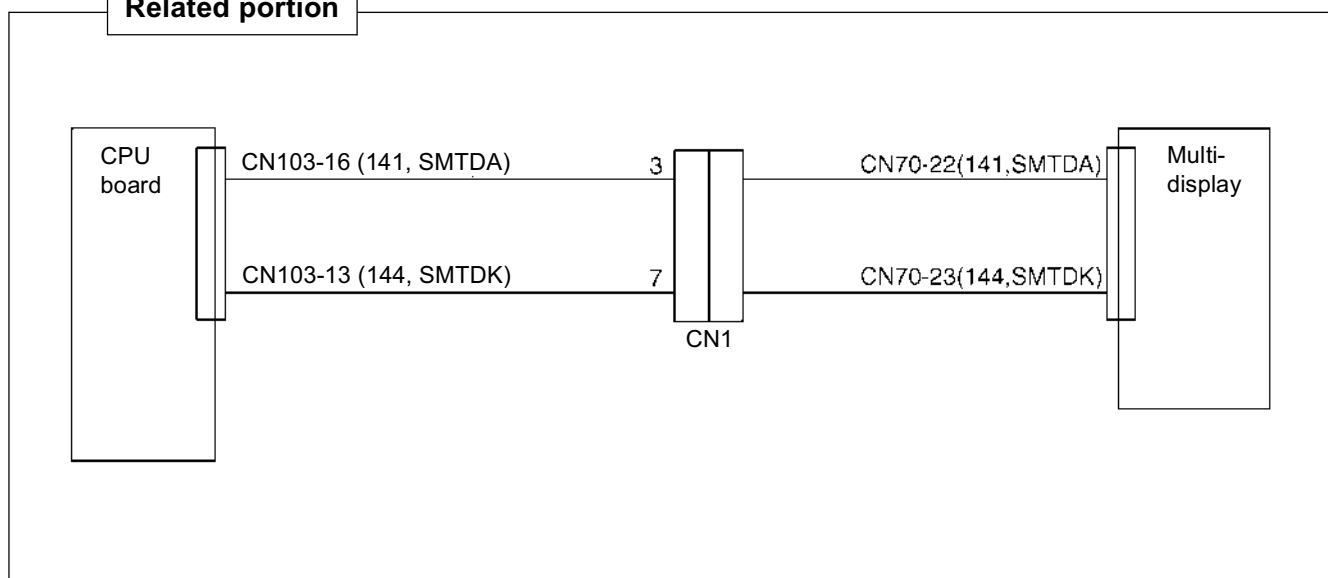 Related portion
CPU
board
CN103-16 (141, SMTDA)
3
CN70-22(141,SMTDA)
Multi-
display
CN103-13 (144, SMTDK)
7
CN70-23(144,SMTDK)
CN1